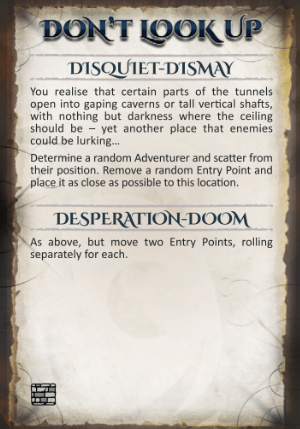 DON'T LOOK UP
DISQUIET-DISMAY
You realise that certain parts of the tunnels
open into gaping caverns or tall vertical shafts,
with nothing but darkness where the ceiling
should be – yet another place that enemies
could be lurking...
Determine a random Adventurer and scatter from
their position. Remove a random Entry Point and
place it as close as possible to this location.
DESPERATION-DOOM
As above, but move two Entry Points, rolling
separately for each.